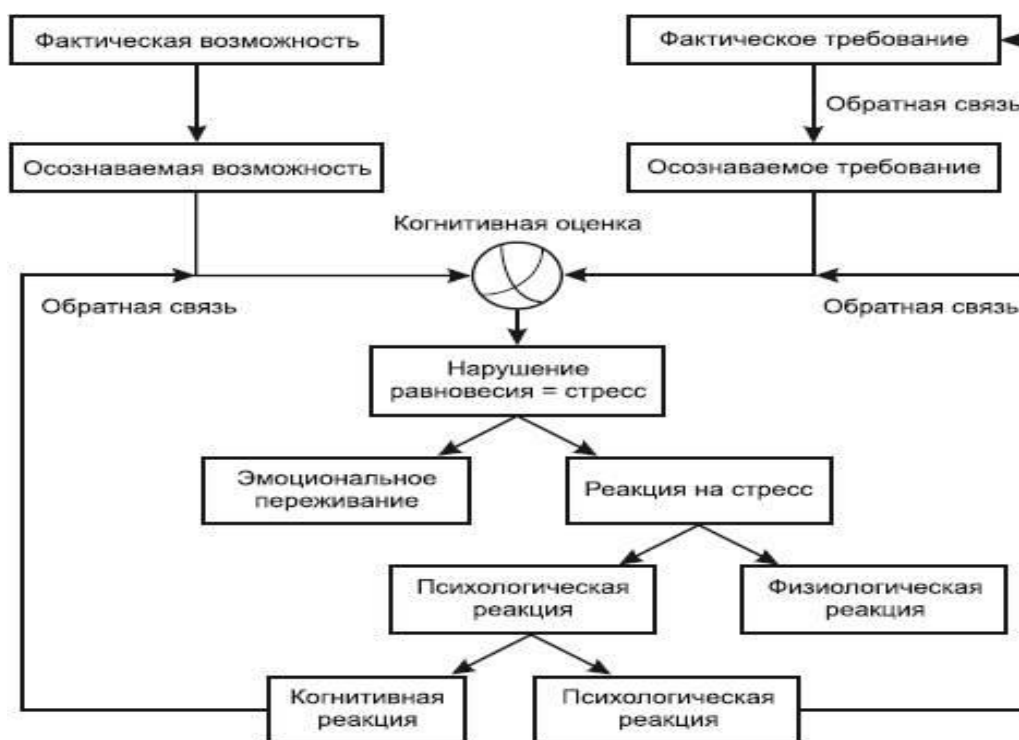 Фактическая возможность
Фактическое требование
Обратная связь
Осознаваемая возможность
Осознаваемое требование
Когнитивная оценка
Обратная связь
Обратная связь
Нарушение
равновесия = стресс
Эмоциональное
переживание
Реакция на стресс
Психологическая
реакция
Физиологическая
реакция
Когнитивная
реакция
Психологическая
реакция